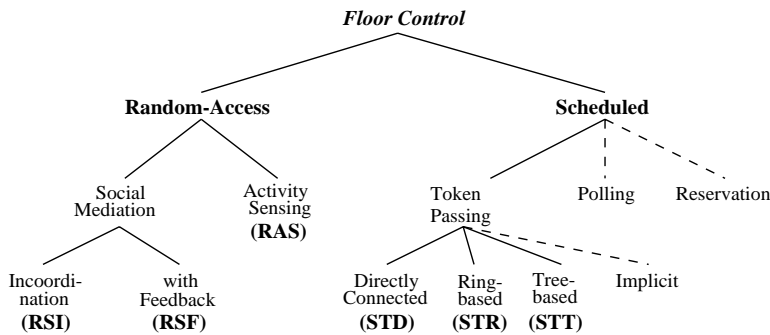 Floor Control
Random-Access
Scheduled
Social
Mediation
Activity
Sensing
(RAS)
Token
Passing
Polling
Reservation
Incoordi-
nation
(RSI)
with
Feedback
(RSF)
Directly
Connected
(STD)
Ring-
based
(STR)
Tree-
based
(STT)
Implicit